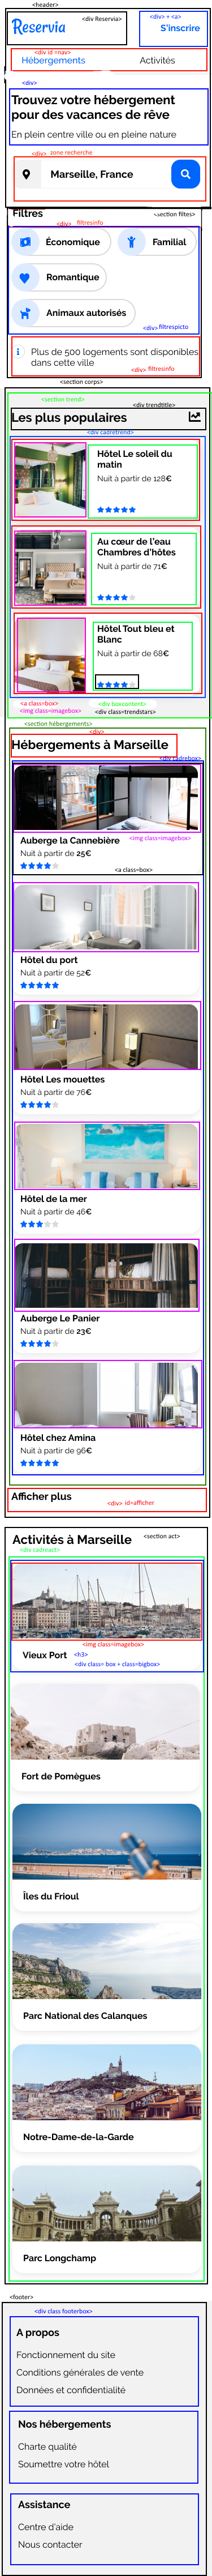 <header>
Reservia
<div Reservia>
<div> + <a>
S'inscrire
<div id =nav>
Hébergements
Activités
<div>
Trouvez votre hébergement
pour des vacances de rêve
En plein centre ville ou en pleine nature
<div> zone recherche
Marseille, France
Filtres
<section filtes>
<div> filtresinfo
Économique
Familial
Romantique
Animaux autorisés
<div> filtrespicto
Plus de 500 logements sont disponibles
dans cette ville
<div> filtresinfo
<section corps>
<section trend>
<div trendtitle>
Les plus populaires
<div cadretrend>
Hôtel Le soleil du
matin
Nuit à partir de 128€
Au cœur de l'eau
Chambres d'hôtes
Nuit à partir de 71€
Hôtel Tout bleu et
Blanc
Nuit à partir de 68€
<a class=box>
<div boxcontent>
<img class=imagebox>
<div class=trendstars>
<section hébergements>
<div>
Hébergements à Marseille
<div cadrebox>
<img class=imagebox>
Auberge la Cannebière
Nuit à partir de 25€
<a class=box>
Hôtel du port
Nuit à partir de 52€
Hôtel Les mouettes
Nuit à partir de 76€
Hôtel de la mer
Nuit à partir de 46€
Auberge Le Panier
Nuit à partir de 23€
Hôtel chez Amina
Nuit à partir de 96€
Afficher plus
<div> id=afficher
Activités à Marseille
<section act>
<div cadreact>
<img class=imagebox>
Vieux Port
<h3>
<div class= box + class=bigbox>
Fort de Pomègues
Îles du Frioul
Parc National des Calanques
Notre-Dame-de-la-Garde
Parc Longchamp
<footer>
<div class footerbox>
A propos
Fonctionnement du site
Conditions générales de vente
Données et confidentialité
Nos hébergements
Charte qualité
Soumettre votre hôtel
Assistance
Centre d'aide
Nous contacter